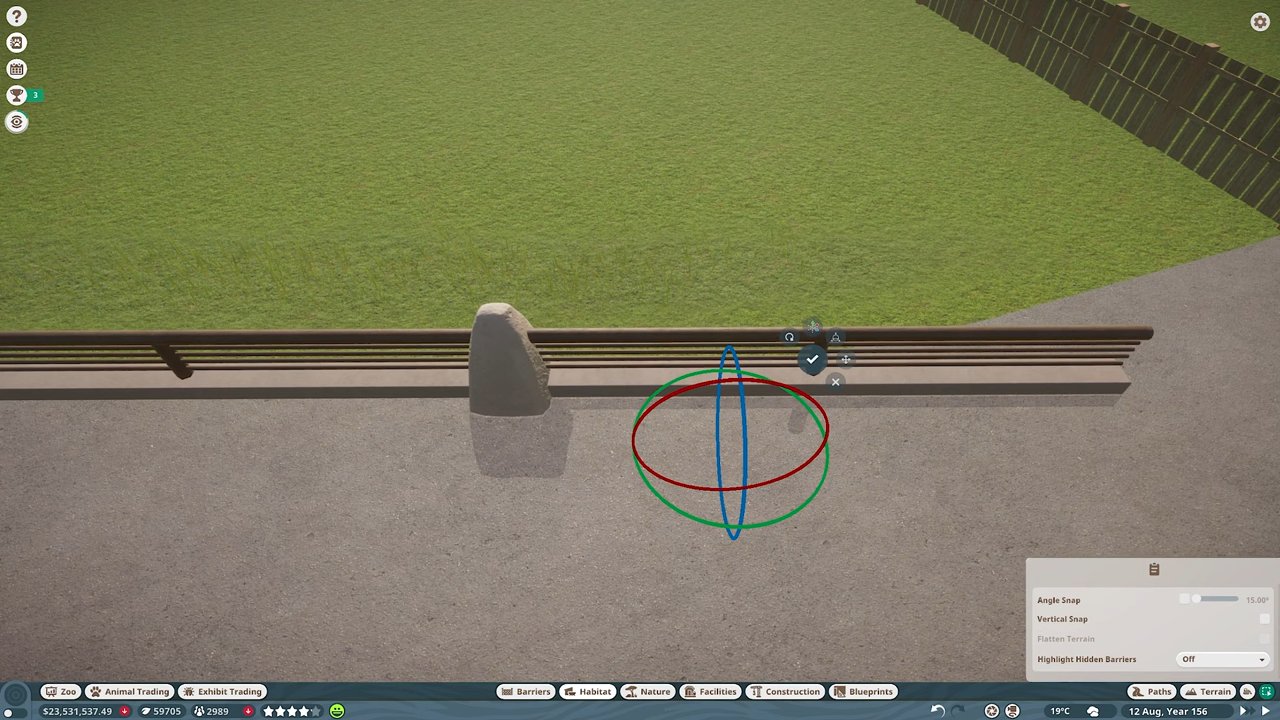 ?
3
Angle Snap 15.00°
Vertical Snap
Flatten Terrain
Highlight Hidden Barriers Off
Zoo Animal Trading Exhibit Trading Barriers Habitat Nature Facilities Construction Blueprints Paths Terrain
$23,531,537.49 59705 2989 19°C 12 Aug, Year 156